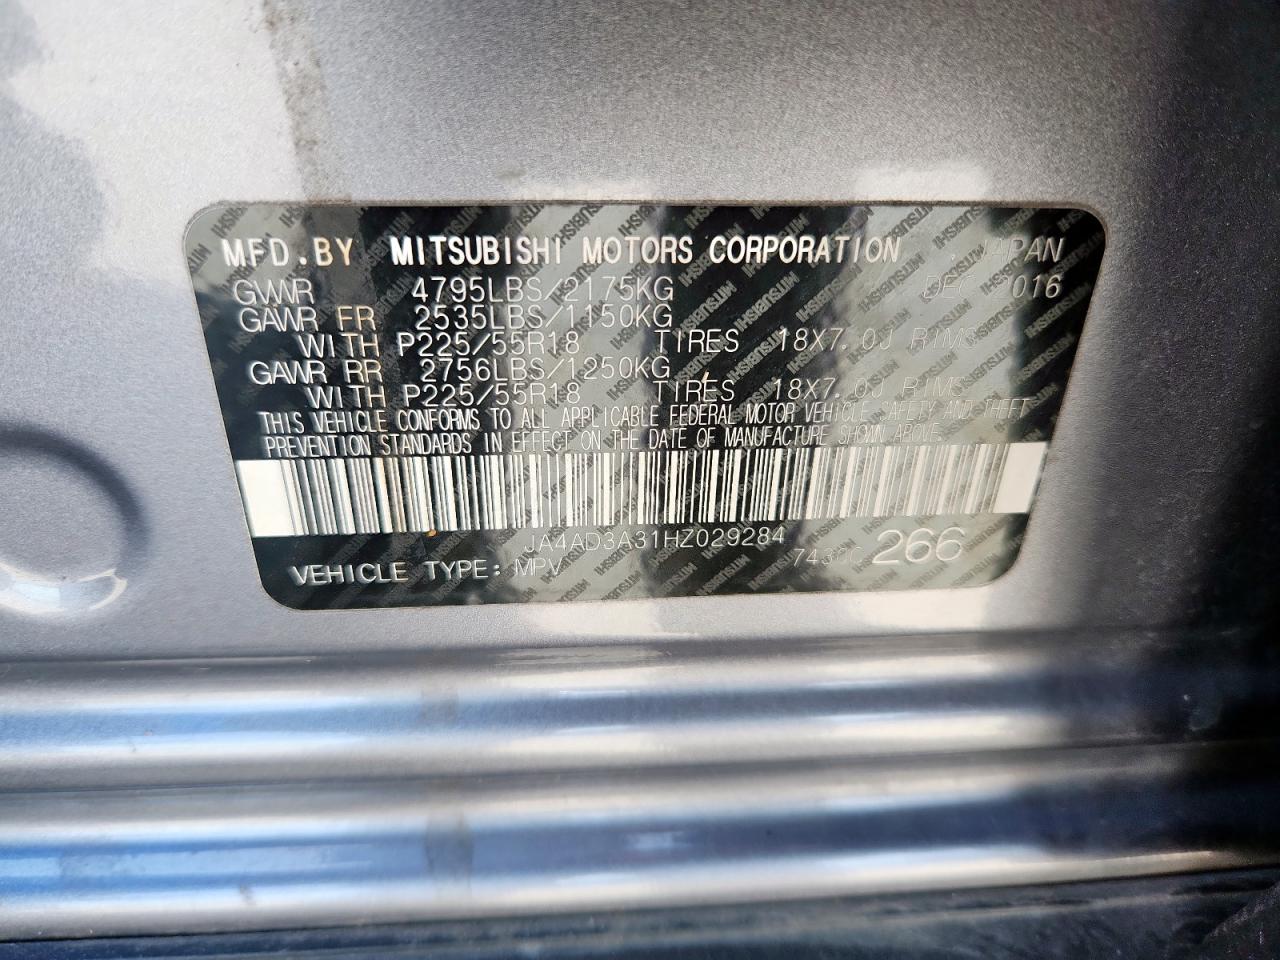 MFD.BY MITSUBISHI MOTORS CORPORATION JAPAN
GVWR 4795LBS/2175KG DEC 2016
GAWR FR 2535LBS/1150KG
WITH P225/55R18 TIRES 18X7.0J RIMS
GAWR RR 2756LBS/1250KG
WITH P225/55R18 TIRES 18X7.0J RIMS
THIS VEHICLE CONFORMS TO ALL APPLICABLE FEDERAL MOTOR VEHICLE SAFETY AND THEFT
PREVENTION STANDARDS IN EFFECT ON THE DATE OF MANUFACTURE SHOWN ABOVE.
JA4AD3A31HZ029284
VEHICLE TYPE: MPV 266